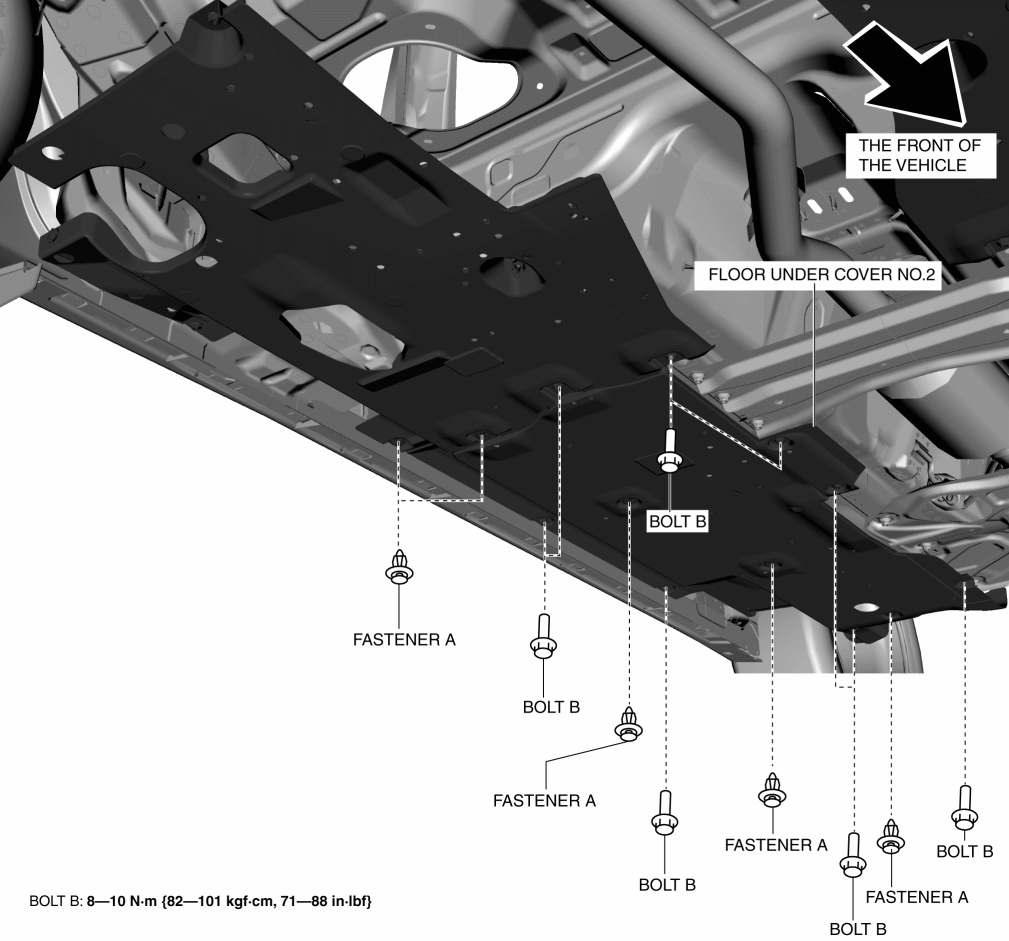 THE FRONT OF
THE VEHICLE
FLOOR UNDER COVER NO.2
BOLT B
FASTENER A
BOLT B
FASTENER A
FASTENER A
BOLT B
BOLT B
FASTENER A
BOLT B: 8—10 N·m {82—101 kgf·cm, 71—88 in·lbf}
BOLT B